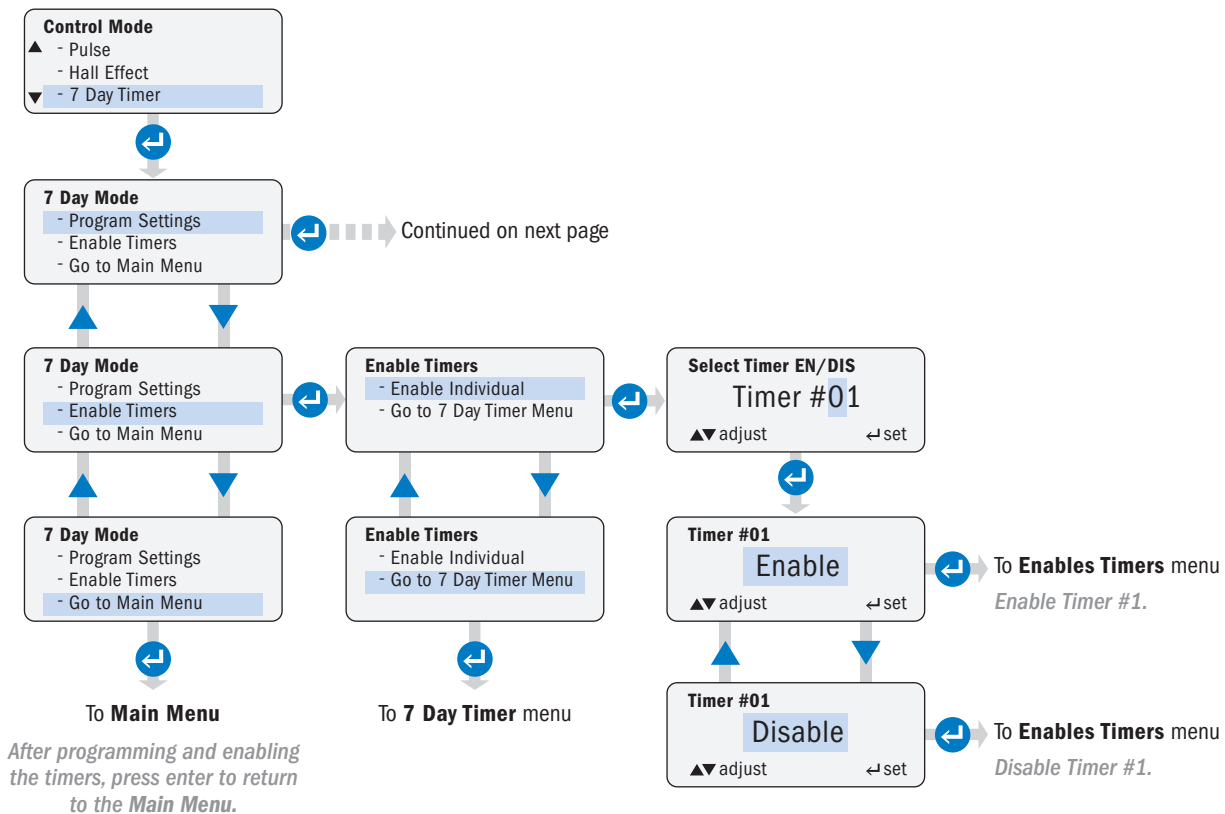 Control Mode
▲ - Pulse
- Hall Effect
▼ - 7 Day Timer
7 Day Mode
- Program Settings
- Enable Timers
- Go to Main Menu
Continued on next page
7 Day Mode
- Program Settings
- Enable Timers
- Go to Main Menu
Enable Timers
- Enable Individual
- Go to 7 Day Timer Menu
Select Timer EN/DIS
Timer #01
▲▼ adjust ↵ set
7 Day Mode
- Program Settings
- Enable Timers
- Go to Main Menu
Enable Timers
- Enable Individual
- Go to 7 Day Timer Menu
Timer #01
Enable
▲▼ adjust ↵ set
To Enables Timers menu
Enable Timer #1.
To Main Menu
After programming and enabling
the timers, press enter to return
to the Main Menu.
To 7 Day Timer menu
Timer #01
Disable
▲▼ adjust ↵ set
To Enables Timers menu
Disable Timer #1.